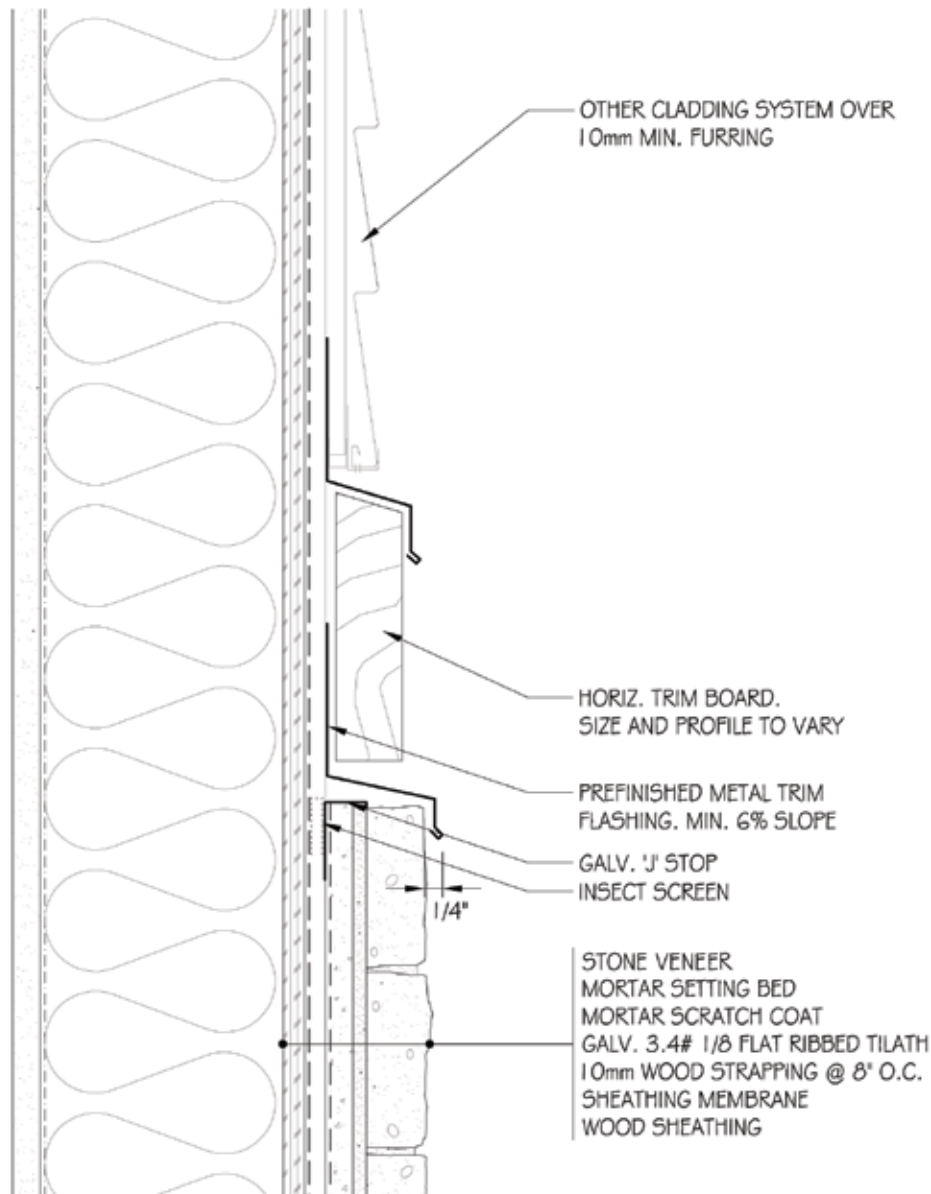 OTHER CLADDING SYSTEM OVER
10mm MIN. FURRING
HORIZ. TRIM BOARD.
SIZE AND PROFILE TO VARY
PREFINISHED METAL TRIM
FLASHING. MIN. 6% SLOPE
GALV. 'J' STOP
INSECT SCREEN
1/4"
STONE VENEER
MORTAR SETTING BED
MORTAR SCRATCH COAT
GALV. 3.4# 1/8 FLAT RIBBED TILATH
10mm WOOD STRAPPING @ 8" O.C.
SHEATHING MEMBRANE
WOOD SHEATHING